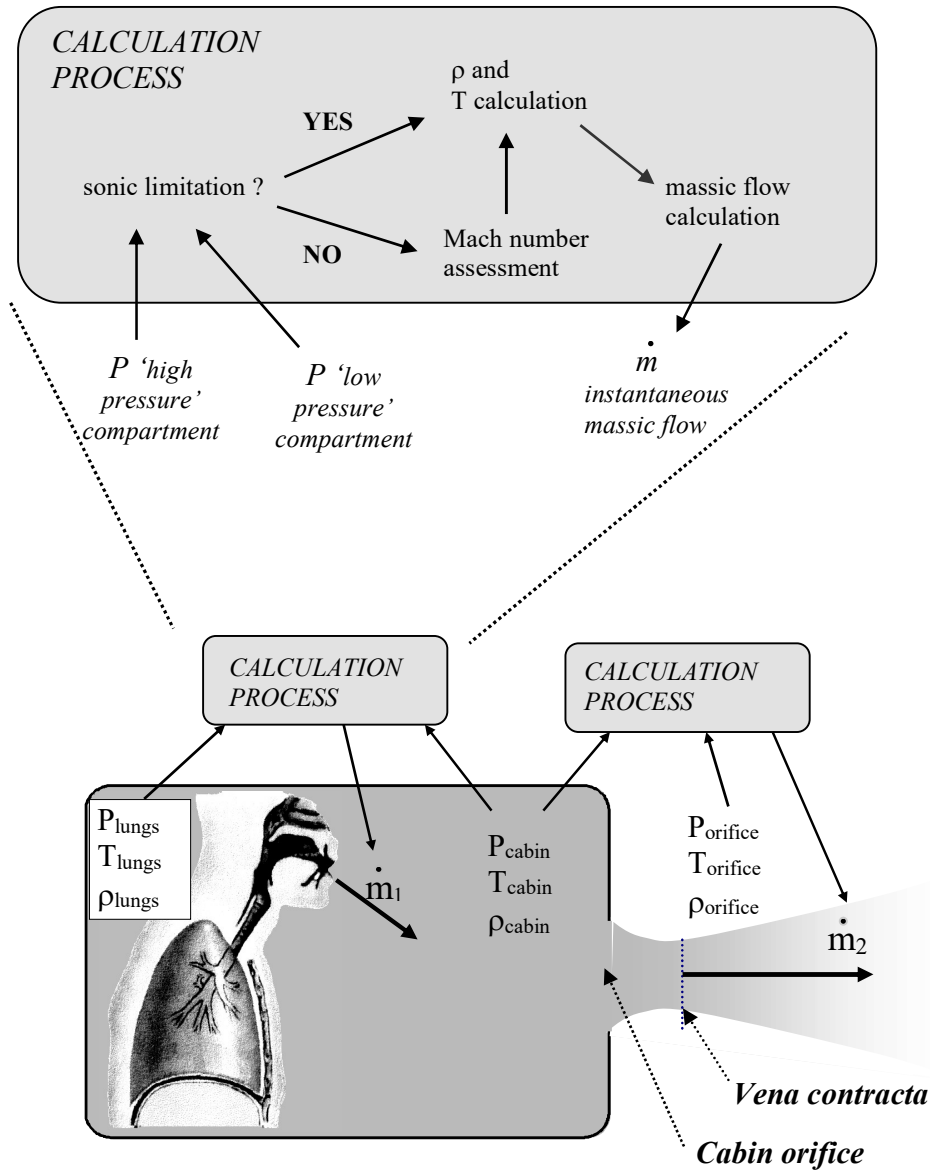 CALCULATION
PROCESS
ρ and
T calculation
YES
sonic limitation ?
massic flow
calculation
NO
Mach number
assessment
P ‘high
pressure’
compartment
P ‘low
pressure’
compartment
ṁ
instantaneous
massic flow
CALCULATION
PROCESS
CALCULATION
PROCESS
Plungs
Tlungs
ρlungs
ṁ1
Pcabin
Tcabin
ρcabin
Porifice
Torifice
ρorifice
ṁ2
Vena contracta
Cabin orifice